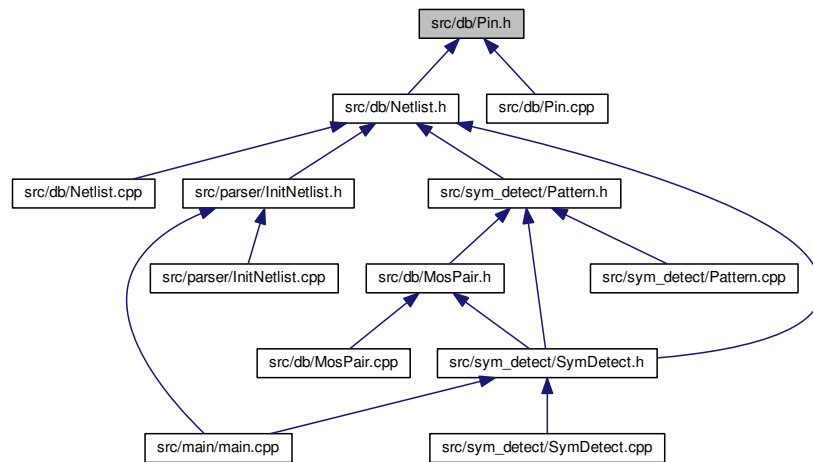 src/db/Pin.h
src/db/Netlist.h
src/db/Pin.cpp
src/db/Netlist.cpp
src/parser/InitNetlist.h
src/sym_detect/Pattern.h
src/parser/InitNetlist.cpp
src/db/MosPair.h
src/sym_detect/Pattern.cpp
src/db/MosPair.cpp
src/sym_detect/SymDetect.h
src/main/main.cpp
src/sym_detect/SymDetect.cpp